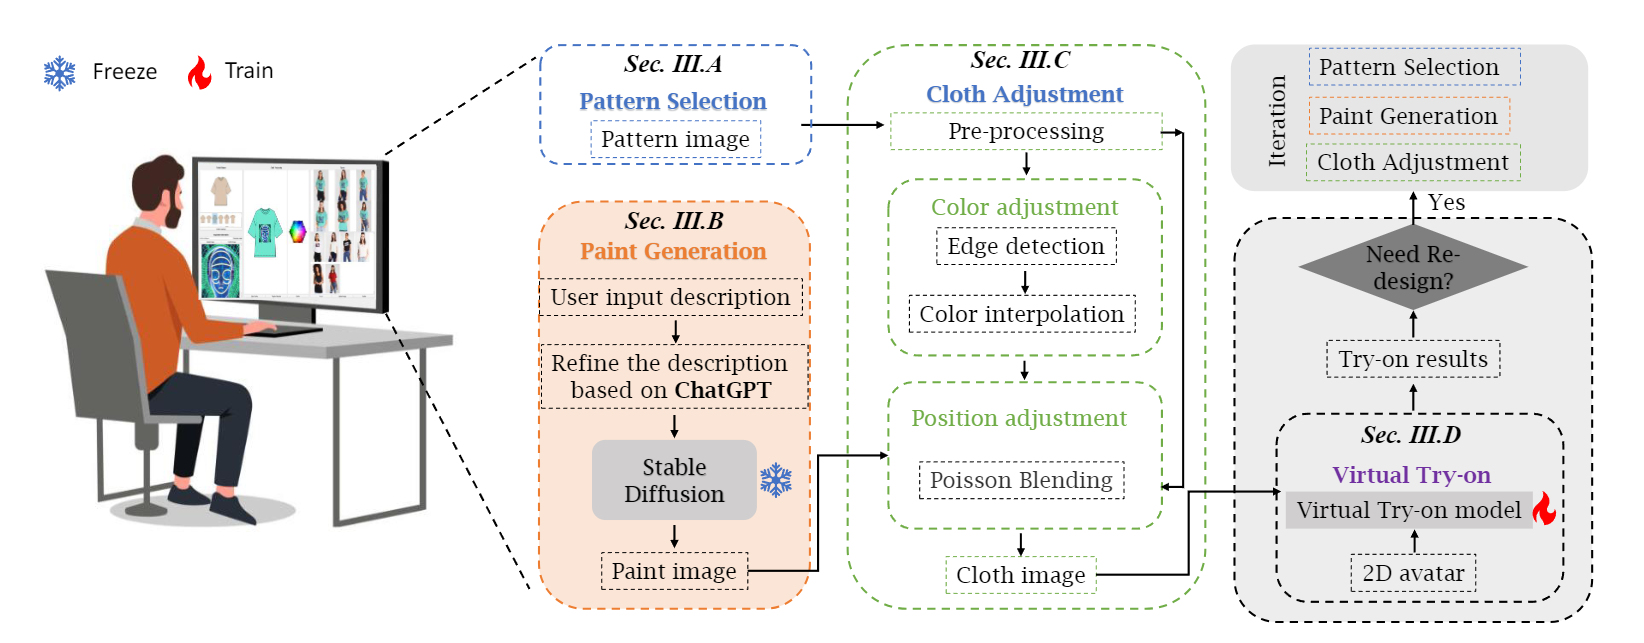 Freeze
Train
Sec. III.A
Pattern Selection
Pattern image
Sec. III.B
Paint Generation
User input description
Refine the description
based on ChatGPT
Stable
Diffusion
Paint image
Sec. III.C
Cloth Adjustment
Pre-processing
Color adjustment
Edge detection
Color interpolation
Position adjustment
Poisson Blending
Cloth image
Iteration
Pattern Selection
Paint Generation
Cloth Adjustment
Yes
Need Re-
design?
Try-on results
Sec. III.D
Virtual Try-on
Virtual Try-on model
2D avatar